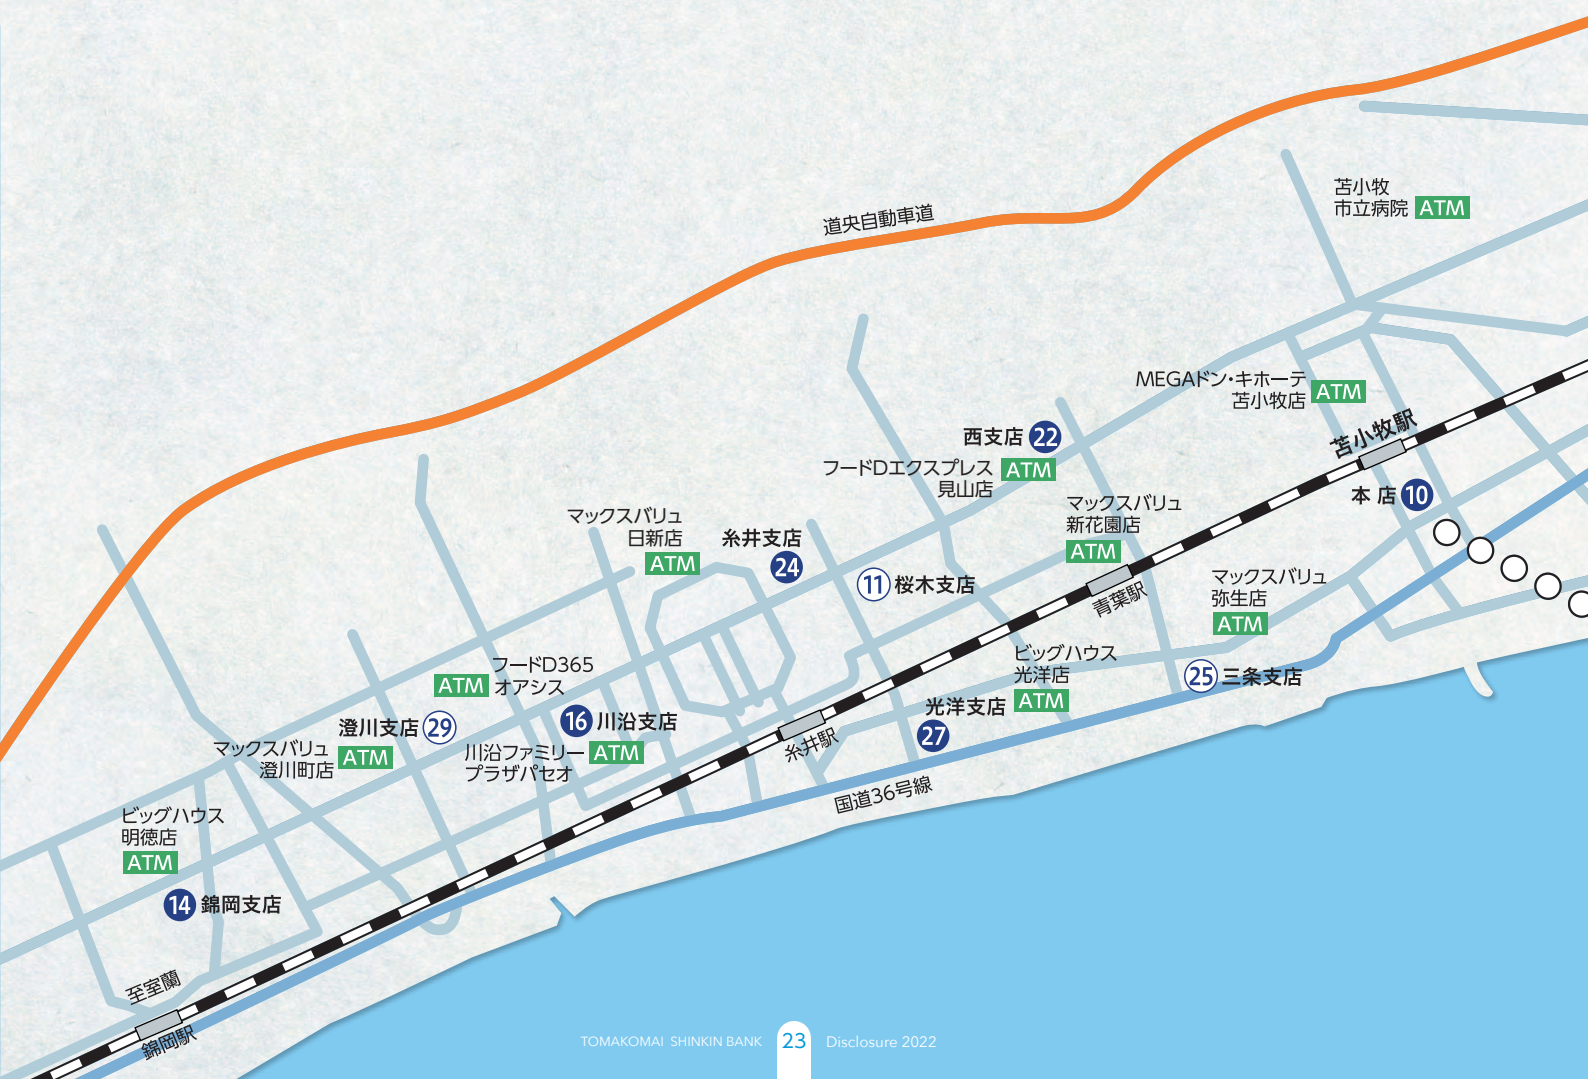 道央自動車道
苫小牧
市立病院 ATM
MEGAドン・キホーテ
苫小牧店 ATM
苫小牧駅
本 店 10
西支店 22
フードDエクスプレス
見山店 ATM
マックスバリュ
新花園店
ATM
青葉駅
マックスバリュ
弥生店
ATM
マックスバリュ
日新店
ATM
糸井支店
24
11 桜木支店
ビッグハウス
光洋店
ATM
25 三条支店
光洋支店
27
糸井駅
国道36号線
フードD365
ATM オアシス
16 川沿支店
川沿ファミリー ATM
プラザパセオ
澄川支店 29
マックスバリュ
澄川町店 ATM
ビッグハウス
明徳店
ATM
14 錦岡支店
至室蘭
錦岡駅
TOMAKOMAI SHINKIN BANK 23 Disclosure 2022